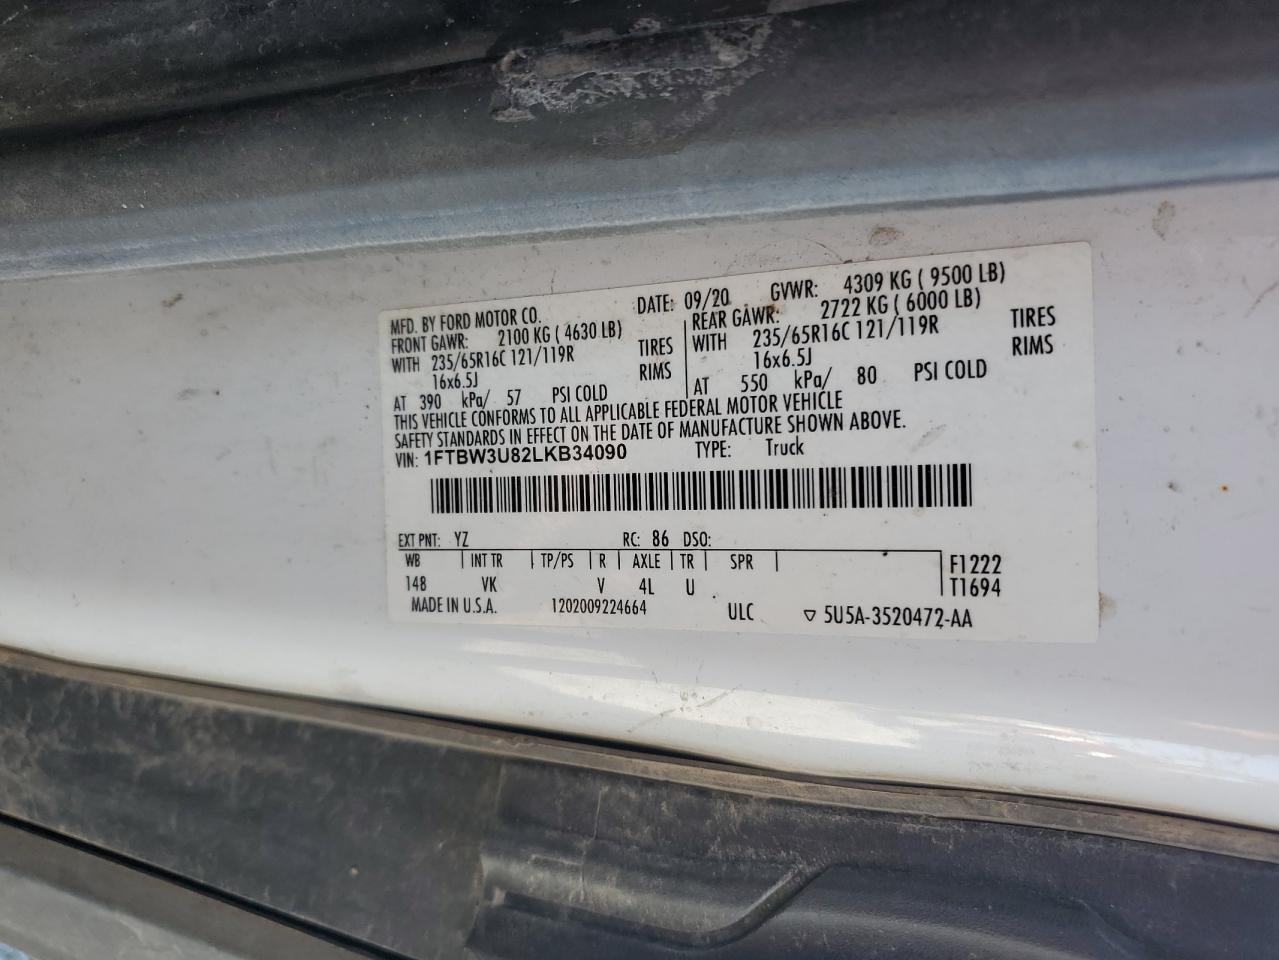 MFD. BY FORD MOTOR CO. DATE: 09/20 GVWR: 4309 KG ( 9500 LB)
FRONT GAWR: 2100 KG ( 4630 LB) REAR GAWR: 2722 KG ( 6000 LB)
WITH 235/65R16C 121/119R TIRES WITH 235/65R16C 121/119R TIRES
16x6.5J RIMS 16x6.5J RIMS
AT 390 kPa/ 57 PSI COLD AT 550 kPa/ 80 PSI COLD
THIS VEHICLE CONFORMS TO ALL APPLICABLE FEDERAL MOTOR VEHICLE
SAFETY STANDARDS IN EFFECT ON THE DATE OF MANUFACTURE SHOWN ABOVE.
VIN: 1FTBW3U82LKB34090 TYPE: Truck
EXT PNT: YZ RC: 86 DSO:
WB INT TR TP/PS R AXLE TR SPR F1222
148 VK V 4L U T1694
MADE IN U.S.A. 1202009224664 ULC ▽ 5U5A-3520472-AA